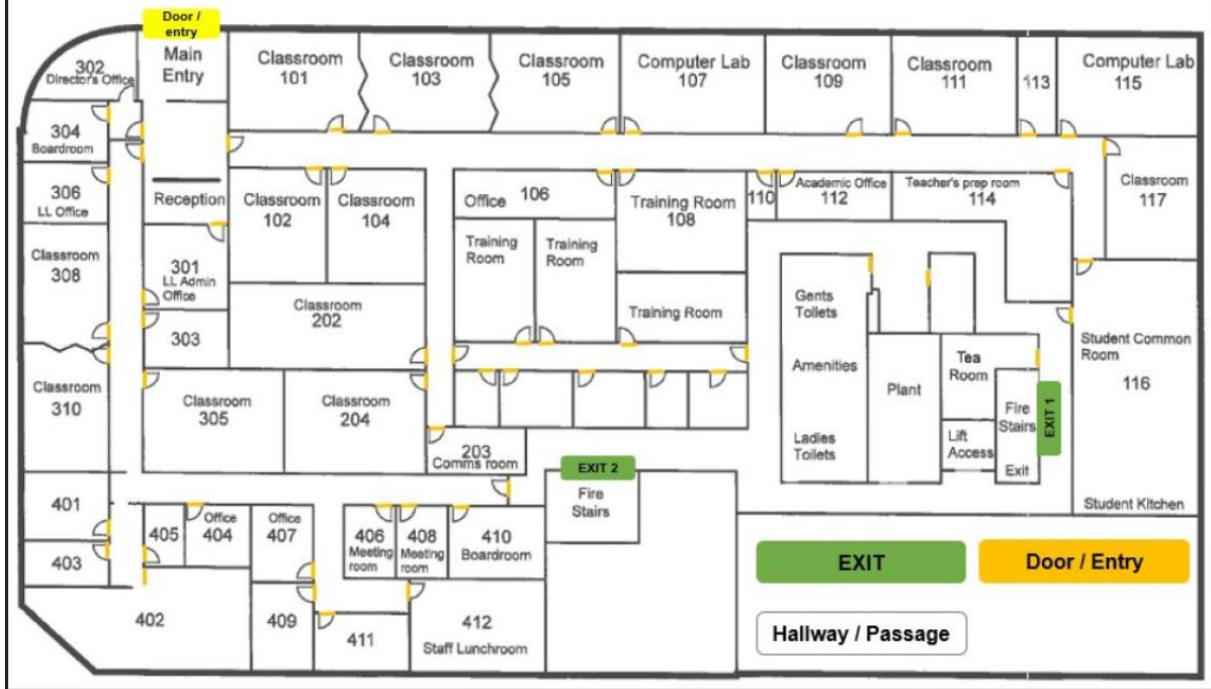 Door /
entry
Main
Entry
302
Director's Office
Classroom
101
Classroom
103
Classroom
105
Computer Lab
107
Classroom
109
Classroom
111
113
Computer Lab
115
304
Boardroom
306
LL Office
Reception
Classroom
102
Classroom
104
Office 106
Training Room
108
110
Academic Office
112
Teacher's prep room
114
Classroom
117
Classroom
308
301
LL Admin
Office
303
Classroom
202
Training
Room
Training
Room
Training Room
Gents
Toilets
Amenities
Ladies
Toilets
Plant
Tea
Room
Lift
Access
Fire
Stairs
Exit
EXIT 1
Student Common
Room
116
Student Kitchen
Classroom
310
Classroom
305
Classroom
204
203
Comms room
EXIT 2
Fire
Stairs
401
403
405
Office
404
Office
407
406
Meeting
room
408
Meeting
room
410
Boardroom
402
409
411
412
Staff Lunchroom
EXIT
Door / Entry
Hallway / Passage